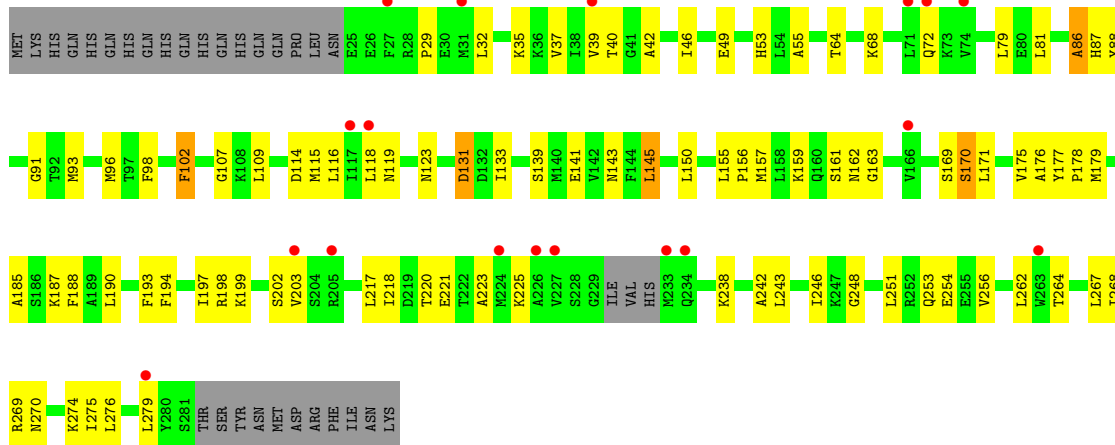 MET LYS HIS GLN HIS GLN HIS GLN HIS GLN HIS GLN HIS GLN GLN PRO LEU ASN E25 E26 F27 R28 P29 E30 M31 L32 K35 K36 V37 I38 V39 T40 G41 A42 I46 E49 H53 L54 A55 T64 K68 L71 Q72 K73 V74 L79 E80 L81 A86 H87
G91 T92 M93 M96 T97 F98 F102 G107 K108 L109 D114 M115 L116 I117 L118 N119 N123 D131 D132 I133 S139 M140 E141 V142 N143 F144 L145 L150 L155 P156 M157 L158 K159 Q160 S161 N162 G163 V166 S169 S170 L171 V175 A176 Y177 P178 M179
A185 S186 K187 F188 A189 L190 F193 F194 I197 R198 K199 S202 V203 S204 R205 L217 I218 D219 T220 E221 T222 A223 M224 K225 A226 V227 S228 G229 ILE VAL HIS M233 Q234 K238 A242 L243 I246 K247 G248 L251 R252 Q253 E254 E255 V256 L262 W263 T264 L267
R269 N270 K274 I275 L276 L279 Y280 S281 THR SER TYR ASN MET ASP ARG PHE ILE ASN LYS